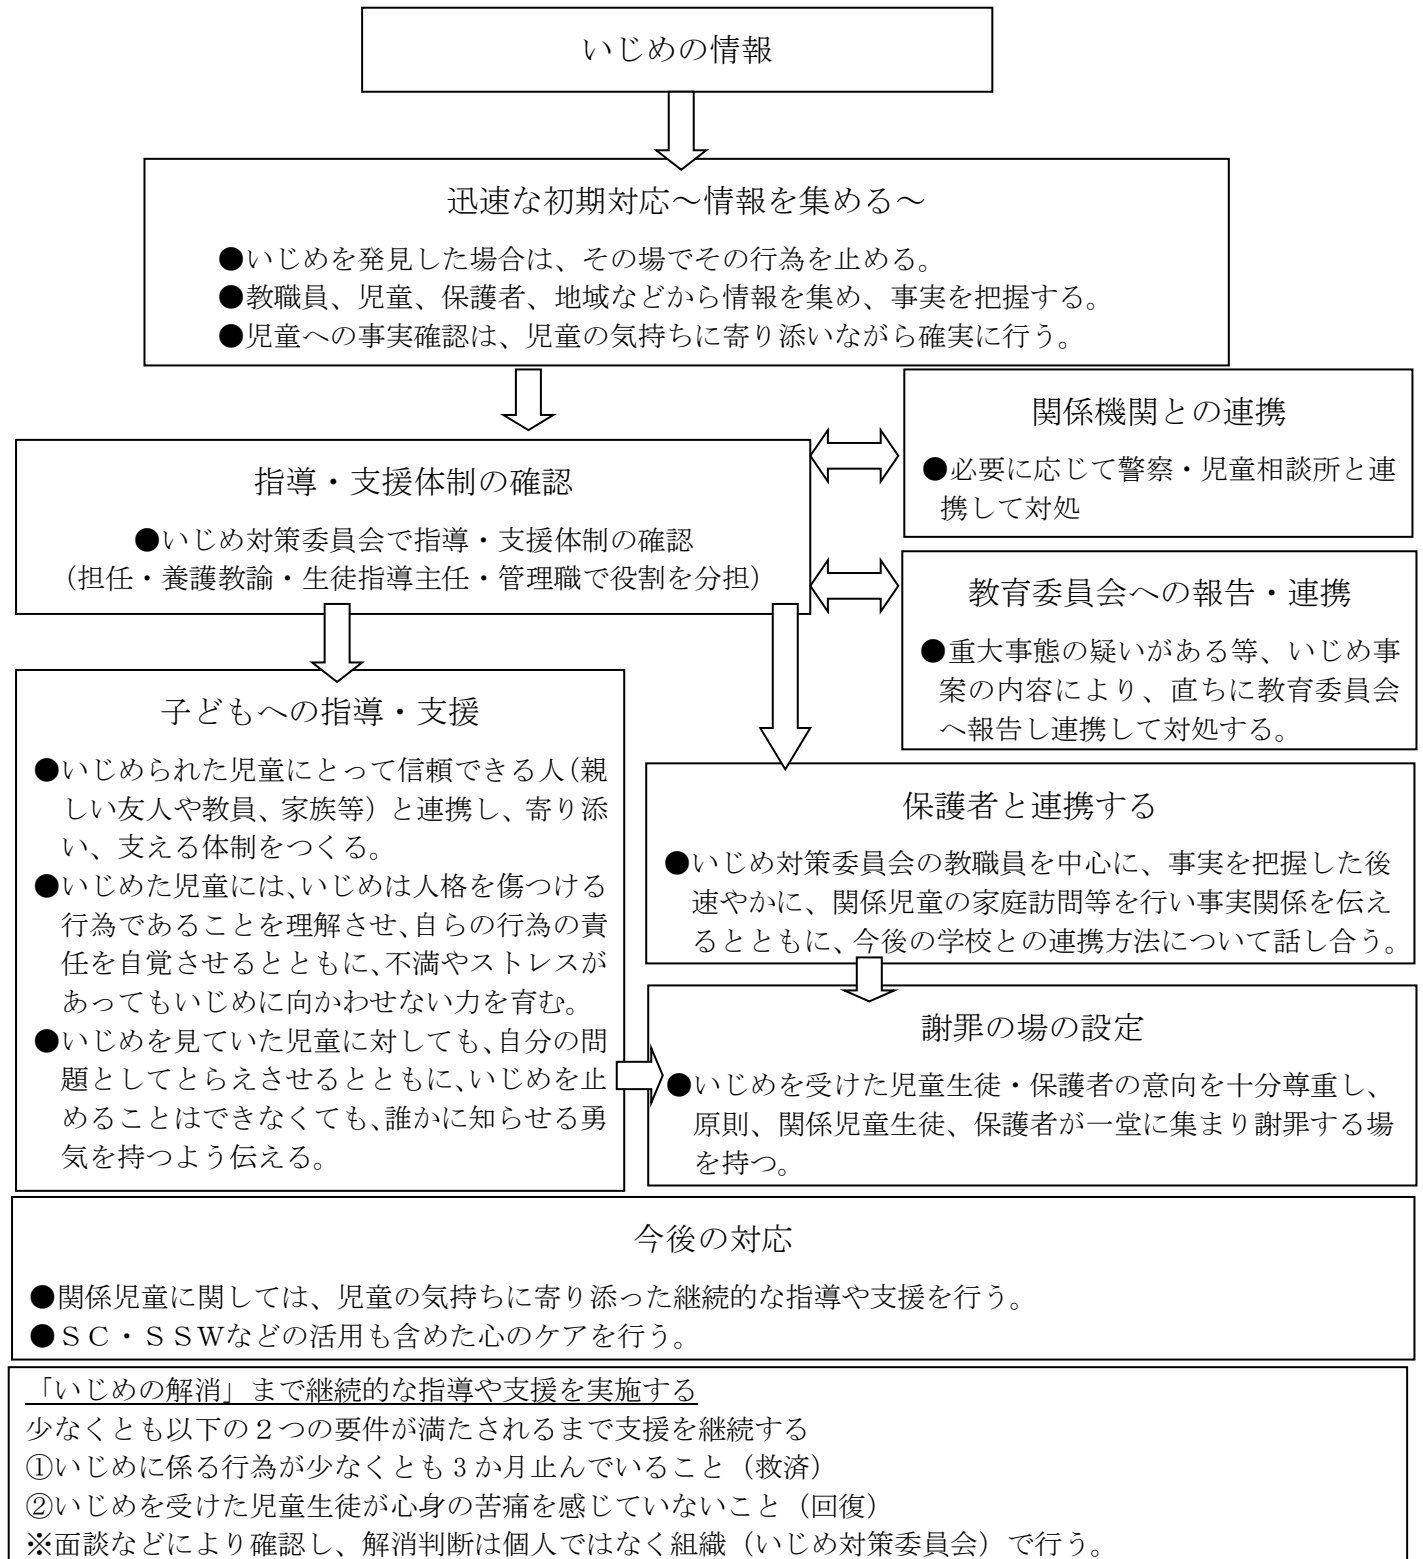 いじめの情報
迅速な初期対応～情報を集める～
●いじめを発見した場合は、その場でその行為を止める。
●教職員、児童、保護者、地域などから情報を集め、事実を把握する。
●児童への事実確認は、児童の気持ちに寄り添いながら確実に行う。
関係機関との連携
●必要に応じて警察・児童相談所と連
携して対処
指導・支援体制の確認
●いじめ対策委員会で指導・支援体制の確認
（担任・養護教諭・生徒指導主任・管理職で役割を分担）
教育委員会への報告・連携
●重大事態の疑いがある等、いじめ事
案の内容により、直ちに教育委員会
へ報告し連携して対処する。
子どもへの指導・支援
●いじめられた児童にとって信頼できる人（親
しい友人や教員、家族等）と連携し、寄り添
い、支える体制をつくる。
●いじめた児童には、いじめは人格を傷つける
行為であることを理解させ、自らの行為の責
任を自覚させるとともに、不満やストレスが
あってもいじめに向かわせない力を育む。
●いじめを見ていた児童に対しても、自分の問
題としてとらえさせるとともに、いじめを止
めることはできなくても、誰かに知らせる勇
気を持つよう伝える。
保護者と連携する
●いじめ対策委員会の教職員を中心に、事実を把握した後
速やかに、関係児童の家庭訪問等を行い事実関係を伝え
るとともに、今後の学校との連携方法について話し合う。
謝罪の場の設定
●いじめを受けた児童生徒・保護者の意向を十分尊重し、
原則、関係児童生徒、保護者が一堂に集まり謝罪する場
を持つ。
今後の対応
●関係児童に関しては、児童の気持ちに寄り添った継続的な指導や支援を行う。
●ＳＣ・ＳＳＷなどの活用も含めた心のケアを行う。
「いじめの解消」まで継続的な指導や支援を実施する
少なくとも以下の２つの要件が満たされるまで支援を継続する
①いじめに係る行為が少なくとも３か月止んでいること（救済）
②いじめを受けた児童生徒が心身の苦痛を感じていないこと（回復）
※面談などにより確認し、解消判断は個人ではなく組織（いじめ対策委員会）で行う。